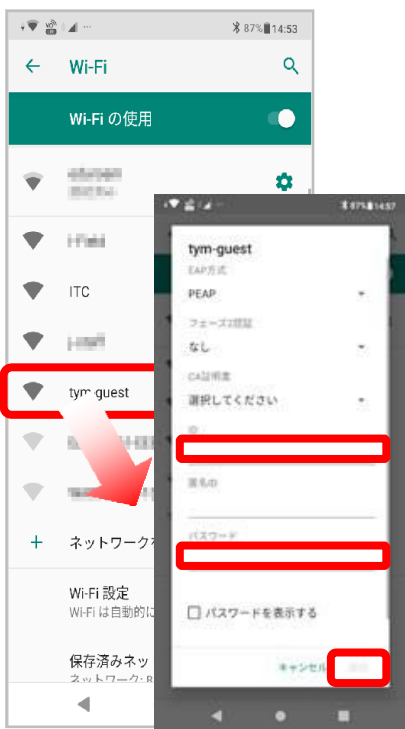 87% 14:53
Wi-Fi
Wi-Fi の使用
ITC
tym-guest
ネットワーク
Wi-Fi 設定
Wi-Fi は自動的に
保存済みネッ
ネットワーク: 8
87% 14:57
tym-guest
EAP方式
PEAP
フェーズ2認証
なし
CA証明書
選択してください
ID
匿名ID
パスワード
パスワードを表示する
キャンセル